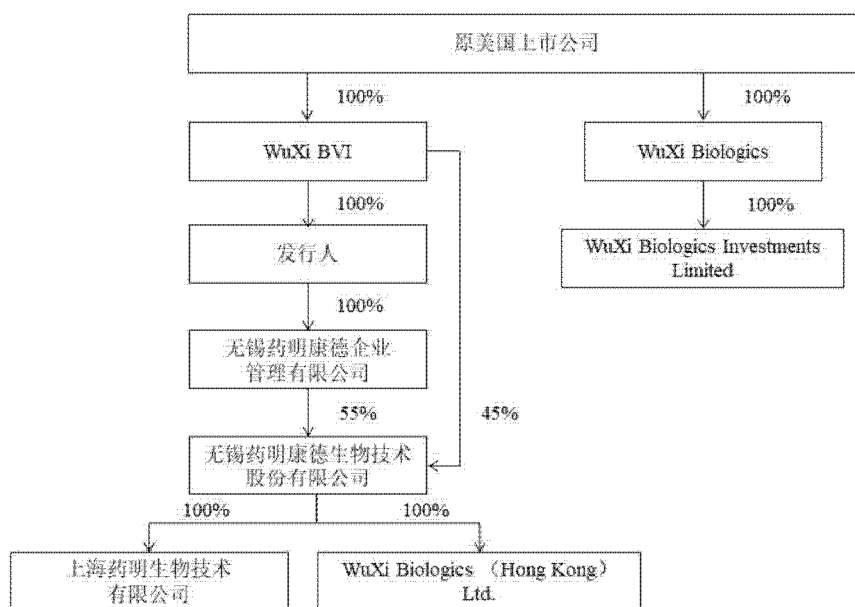 原美国上市公司
100%
100%
WuXi BVI
WuXi Biologics
100%
100%
发行人
WuXi Biologics Investments
Limited
100%
无锡药明康德企业
管理有限公司
55%
45%
无锡药明康德生物技术
股份有限公司
100%
100%
上海药明生物技术
有限公司
WuXi Biologics （Hong Kong）
Ltd.